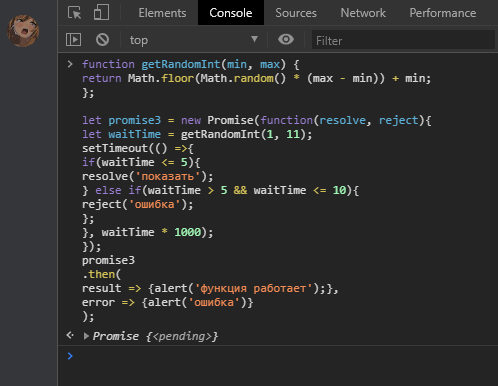 Elements Console Sources Network Performance
top ▼ Filter
> function getRandomInt(min, max) {
return Math.floor(Math.random() * (max - min)) + min;
};
let promise3 = new Promise(function(resolve, reject){
let waitTime = getRandomInt(1, 11);
setTimeout(() =>{
if(waitTime <= 5){
resolve('показать');
} else if(waitTime > 5 && waitTime <= 10){
reject('ошибка');
};
}, waitTime * 1000);
});
promise3
.then(
result => {alert('функция работает');},
error => {alert('ошибка')}
);
Promise {<pending>}
>